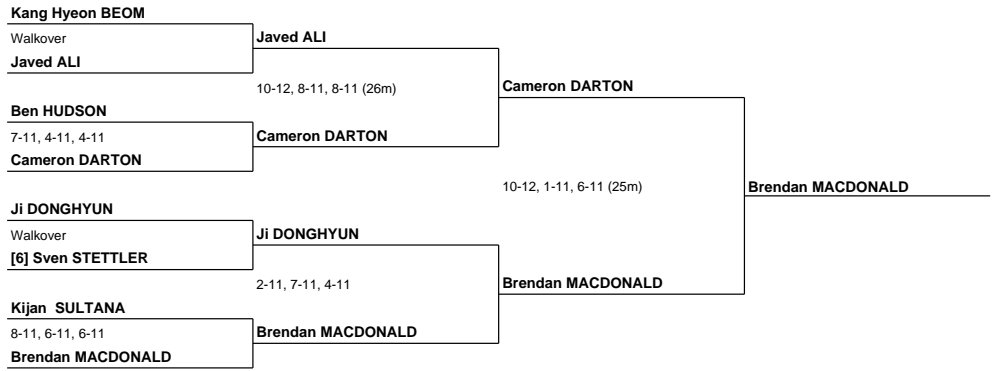 Kang Hyeon BEOM
Walkover
Javed ALI
Javed ALI
10-12, 8-11, 8-11 (26m)
Cameron DARTON
Ben HUDSON
7-11, 4-11, 4-11
Cameron DARTON
Cameron DARTON
10-12, 1-11, 6-11 (25m)
Brendan MACDONALD
Ji DONGHYUN
Walkover
[6] Sven STETTLER
Ji DONGHYUN
2-11, 7-11, 4-11
Brendan MACDONALD
Kijan SULTANA
8-11, 6-11, 6-11
Brendan MACDONALD
Brendan MACDONALD